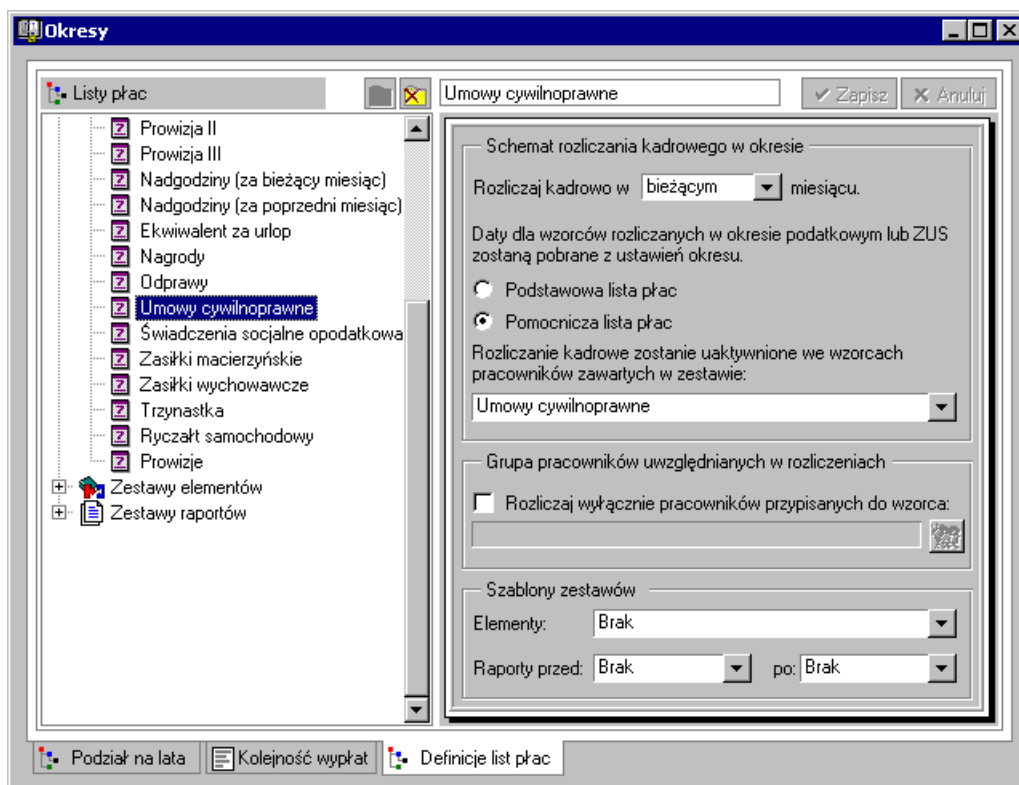 Okresy
Listy płac
Umowy cywilnoprawne
Zapisz
Anuluj
Prowizja II
Prowizja III
Nadgodziny (za bieżący miesiąc)
Nadgodziny (za poprzedni miesiąc)
Ekwiwalent za urlop
Nagrody
Odprawy
Umowy cywilnoprawne
Świadczenia socjalne opodatkowa
Zasiłki macierzyńskie
Zasiłki wychowawcze
Trzynastka
Ryczałt samochodowy
Prowizje
Zestawy elementów
Zestawy raportów
Schemat rozliczania kadrowego w okresie
Rozliczaj kadrowo w bieżącym miesiącu.
Daty dla wzorców rozliczanych w okresie podatkowym lub ZUS
zostaną pobrane z ustawień okresu.
Podstawowa lista płac
Pomocnicza lista płac
Rozliczanie kadrowe zostanie uaktywnione we wzorcach
pracowników zawartych w zestawie:
Umowy cywilnoprawne
Grupa pracowników uwzględnianych w rozliczeniach
Rozliczaj wyłącznie pracowników przypisanych do wzorca:
Szablony zestawów
Elementy: Brak
Raporty przed: Brak po: Brak
Podział na lata
Kolejność wypłat
Definicje list płac